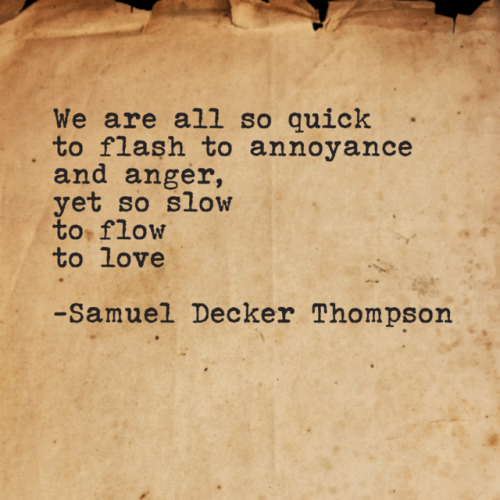 We are all so quick
to flash to annoyance
and anger,
yet so slow
to flow
to love
-Samuel Decker Thompson